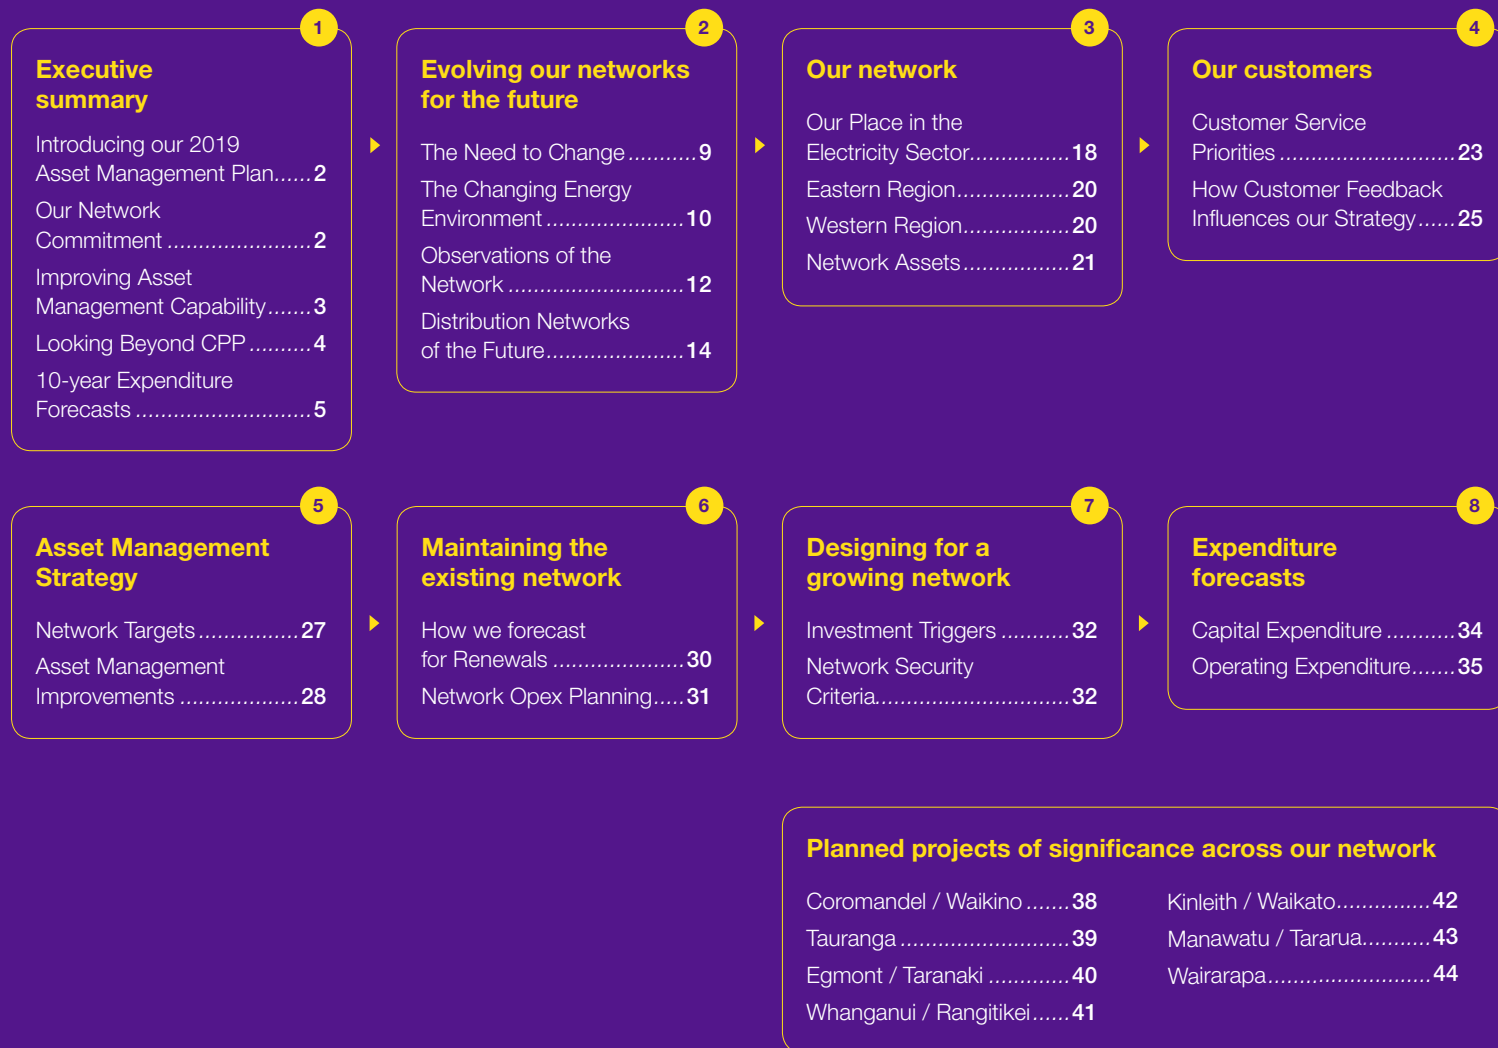 1
Executive
summary
Introducing our 2019
Asset Management Plan......2
Our Network
Commitment .......................2
Improving Asset
Management Capability.......3
Looking Beyond CPP..........4
10-year Expenditure
Forecasts ............................5
2
Evolving our networks
for the future
The Need to Change ...........9
The Changing Energy
Environment ......................10
Observations of the
Network ............................12
Distribution Networks
of the Future......................14
3
Our network
Our Place in the
Electricity Sector................18
Eastern Region..................20
Western Region.................20
Network Assets.................21
4
Our customers
Customer Service
Priorities ............................23
How Customer Feedback
Influences our Strategy......25
5
Asset Management
Strategy
Network Targets................27
Asset Management
Improvements ...................28
6
Maintaining the
existing network
How we forecast
for Renewals .....................30
Network Opex Planning.....31
7
Designing for a
growing network
Investment Triggers ...........32
Network Security
Criteria...............................32
8
Expenditure
forecasts
Capital Expenditure ...........34
Operating Expenditure.......35
Planned projects of significance across our network
Coromandel / Waikino .......38
Tauranga ...........................39
Egmont / Taranaki .............40
Whanganui / Rangitikei......41
Kinleith / Waikato...............42
Manawatu / Tararua...........43
Wairarapa..........................44